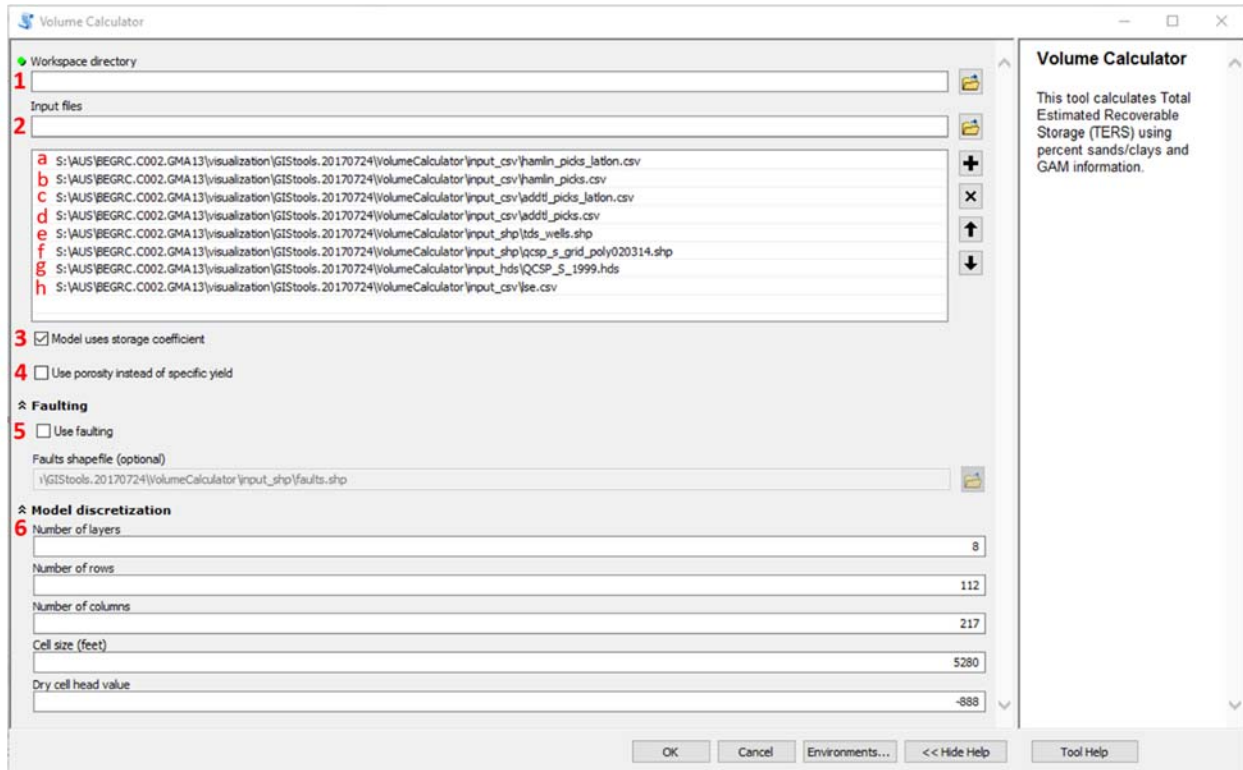 Volume Calculator
Workspace directory
1
Input files
2
a S:\AUS\BEGRC.C002.GMA13\visualization\GIStools.20170724\VolumeCalculator\input_csv\hamlin_picks_latlon.csv
b S:\AUS\BEGRC.C002.GMA13\visualization\GIStools.20170724\VolumeCalculator\input_csv\hamlin_picks.csv
c S:\AUS\BEGRC.C002.GMA13\visualization\GIStools.20170724\VolumeCalculator\input_csv\addtl_picks_latlon.csv
d S:\AUS\BEGRC.C002.GMA13\visualization\GIStools.20170724\VolumeCalculator\input_csv\addtl_picks.csv
e S:\AUS\BEGRC.C002.GMA13\visualization\GIStools.20170724\VolumeCalculator\input_shp\tds_wells.shp
f S:\AUS\BEGRC.C002.GMA13\visualization\GIStools.20170724\VolumeCalculator\input_shp\qcsp_s_grid_poly020314.shp
g S:\AUS\BEGRC.C002.GMA13\visualization\GIStools.20170724\VolumeCalculator\input_hds\QCSP_S_1999.hds
h S:\AUS\BEGRC.C002.GMA13\visualization\GIStools.20170724\VolumeCalculator\input_csv\lse.csv
3 Model uses storage coefficient
4 Use porosity instead of specific yield
Faulting
5 Use faulting
Faults shapefile (optional)
\GIStools.20170724\VolumeCalculator\input_shp\faults.shp
Model discretization
6 Number of layers
8
Number of rows
112
Number of columns
217
Cell size (feet)
5280
Dry cell head value
-888
OK Cancel Environments... << Hide Help Tool Help
Volume Calculator
This tool calculates Total
Estimated Recoverable
Storage (TERS) using
percent sands/clays and
GAM information.